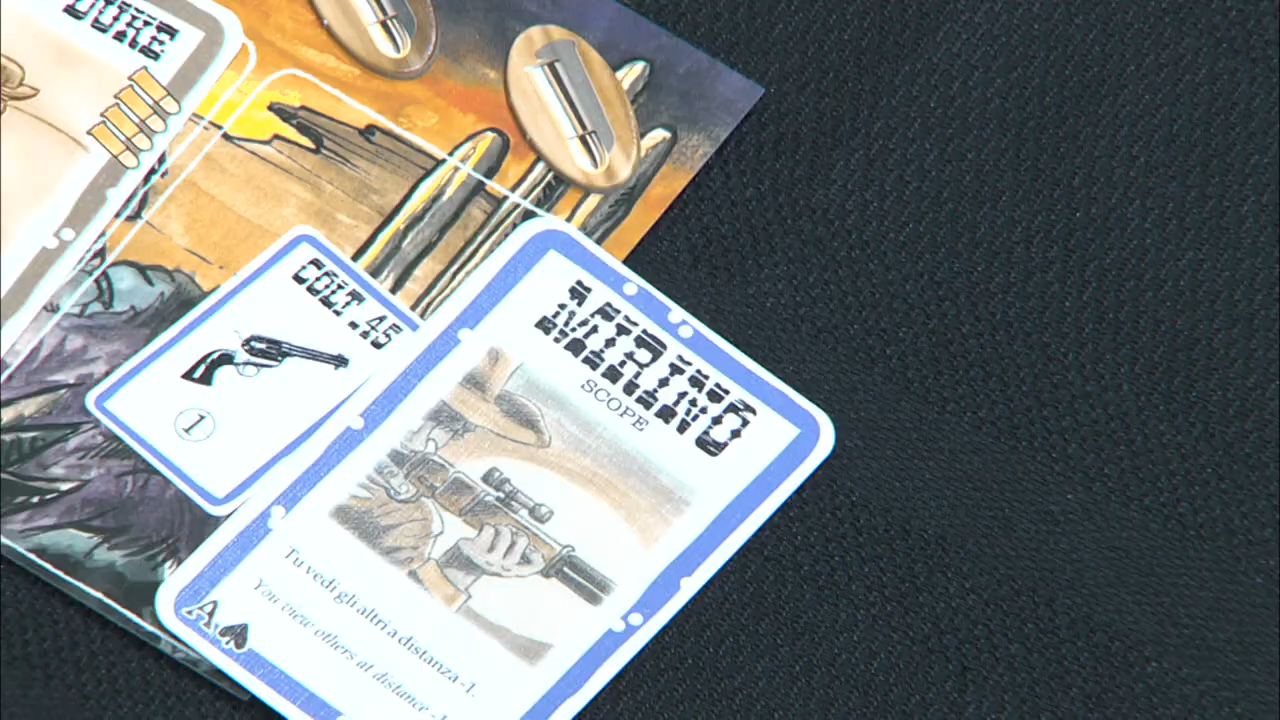 DUKE
COLT .45
1
MIRINO
SCOPE
Tu vedi gli altri a distanza -1.
You view others at distance -1
A